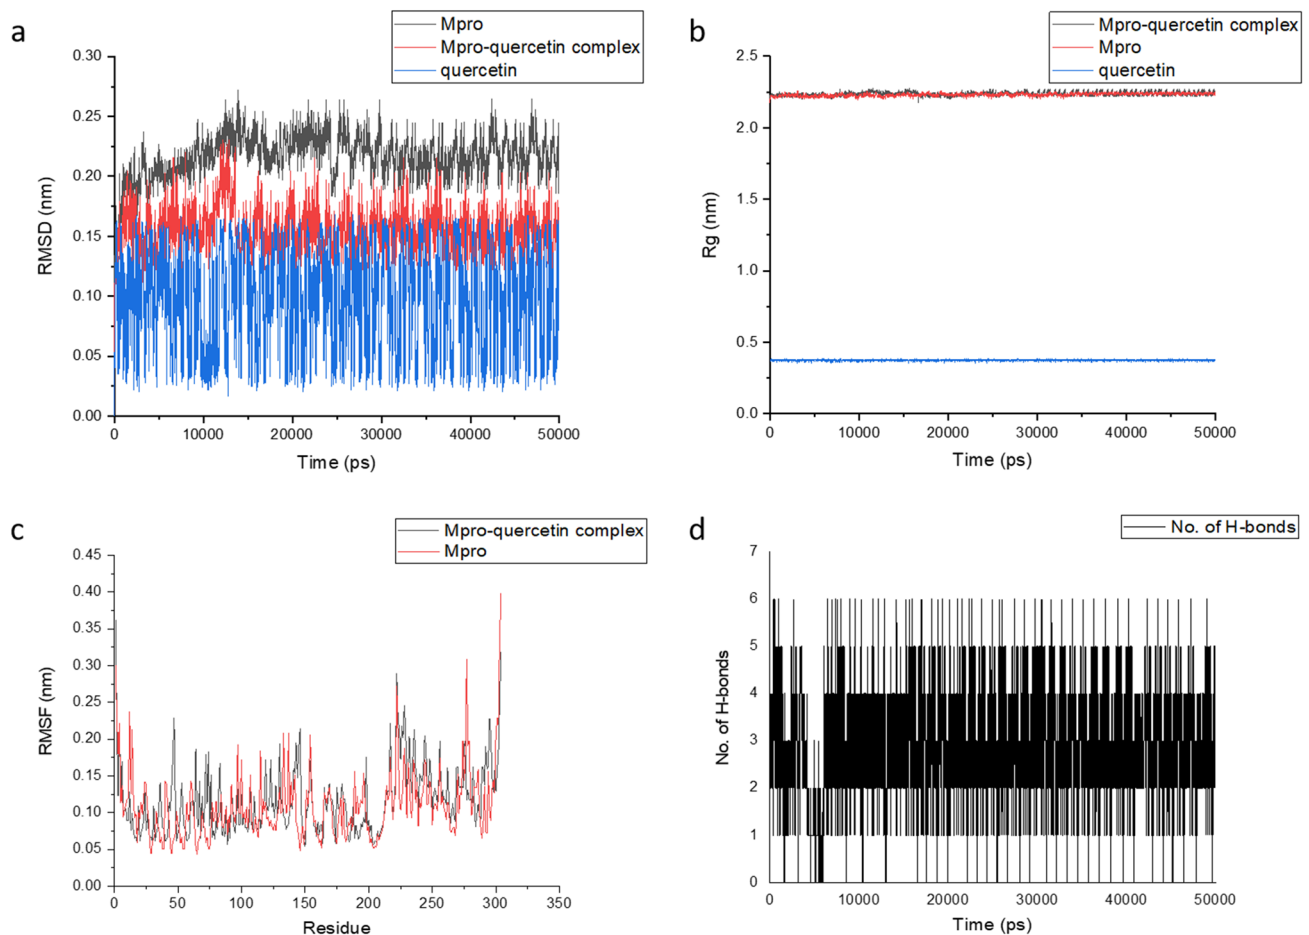 a
Mpro
Mpro-quercetin complex
quercetin
0.30
0.25
0.20
0.15
0.10
0.05
0.00
RMSD (nm)
0 10000 20000 30000 40000 50000
Time (ps)
b
Mpro-quercetin complex
Mpro
quercetin
2.5
2.0
1.5
1.0
0.5
0.0
Rg (nm)
0 10000 20000 30000 40000 50000
Time (ps)
c
Mpro-quercetin complex
Mpro
0.45
0.40
0.35
0.30
0.25
0.20
0.15
0.10
0.05
0.00
RMSF (nm)
0 50 100 150 200 250 300 350
Residue
d
No. of H-bonds
7
6
5
4
3
2
1
0
No. of H-bonds
0 10000 20000 30000 40000 50000
Time (ps)